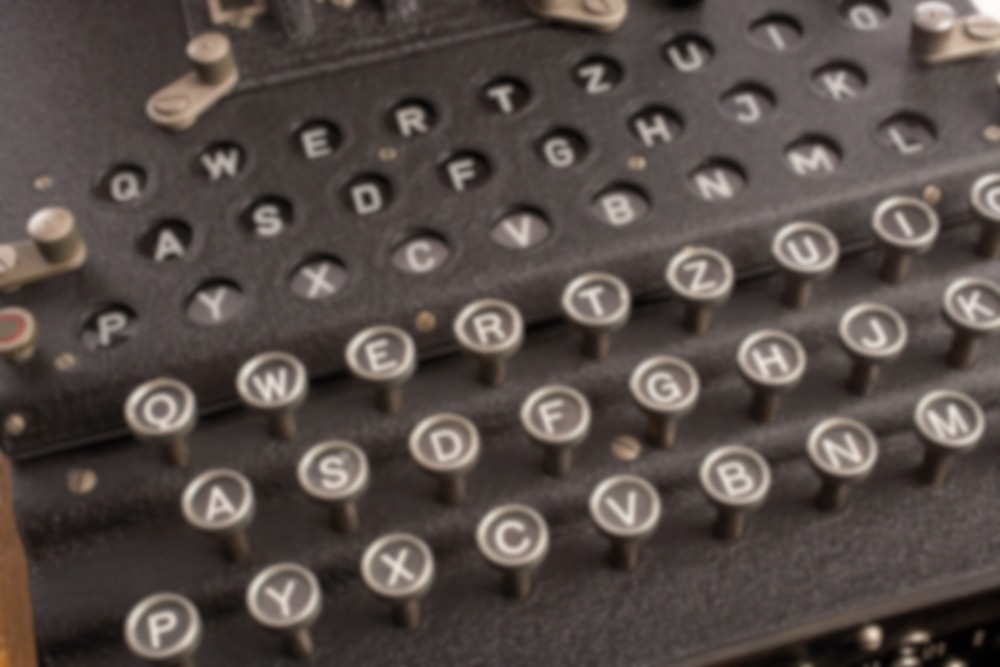 Q W E R T Z U I O
A S D F G H J K
P Y X C V B N M L
Q W E R T Z U I
A S D F G H J K
P Y X C V B N M